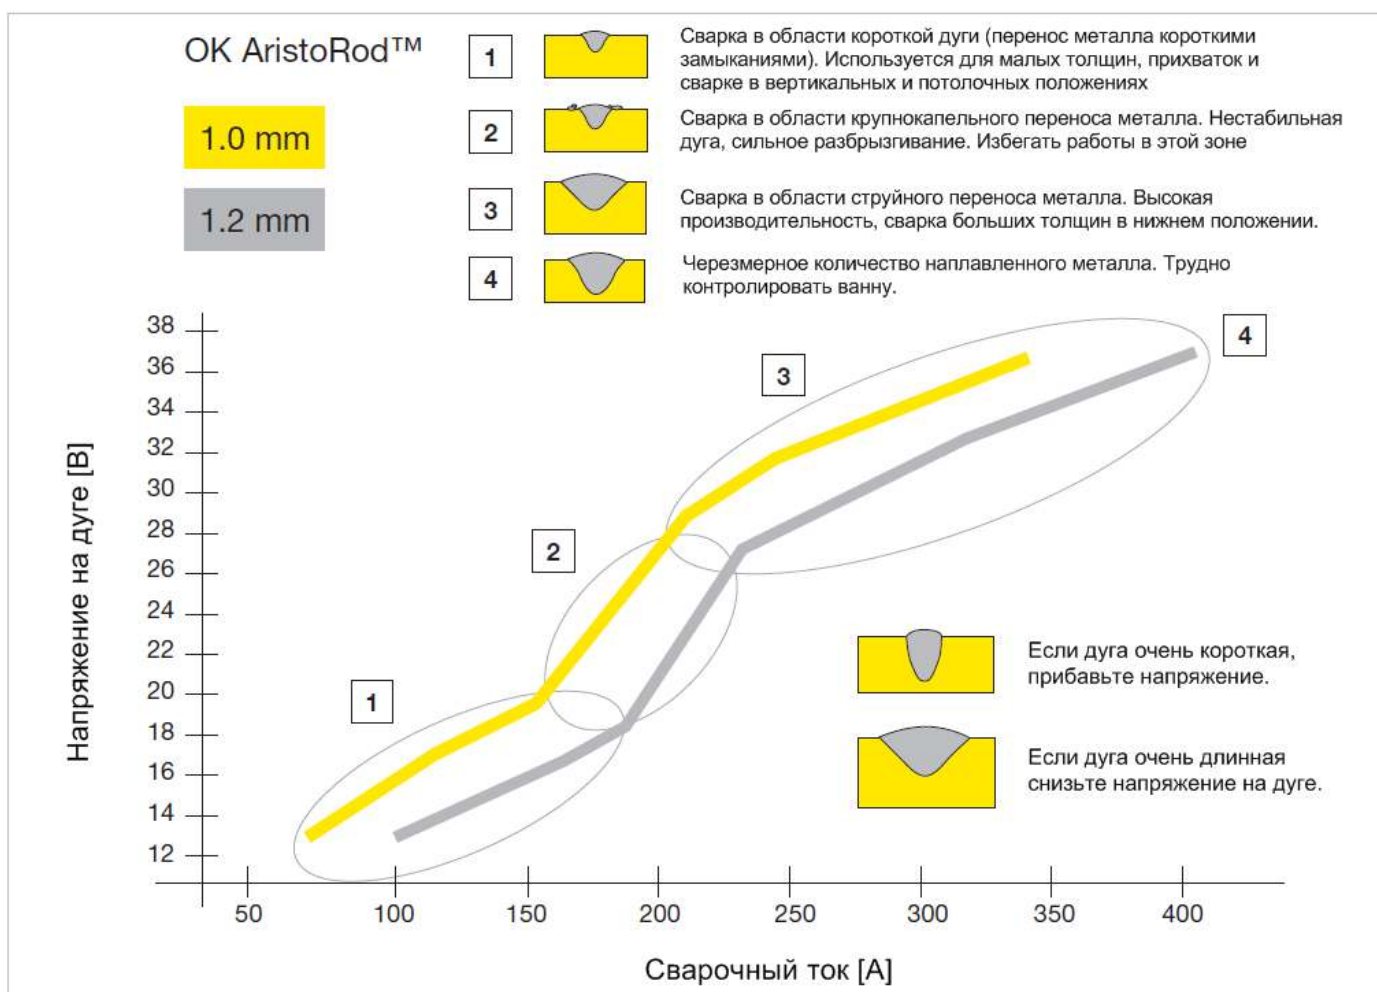 OK AristoRod™
1.0 mm
1.2 mm
1
Сварка в области короткой дуги (перенос металла короткими
замыканиями). Используется для малых толщин, прихваток и
сварке в вертикальных и потолочных положениях
2
Сварка в области крупнокапельного переноса металла. Нестабильная
дуга, сильное разбрызгивание. Избегать работы в этой зоне
3
Сварка в области струйного переноса металла. Высокая
производительность, сварка больших толщин в нижнем положении.
4
Черезмерное количество наплавленного металла. Трудно
контролировать ванну.
Напряжение на дуге [В]
38
36
34
32
30
28
26
24
22
20
18
16
14
12
1
2
3
4
Если дуга очень короткая,
прибавьте напряжение.
Если дуга очень длинная
снизьте напряжение на дуге.
50 100 150 200 250 300 350 400
Сварочный ток [А]